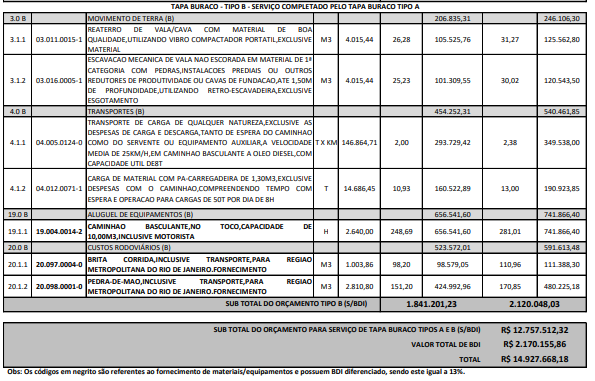 TAPA BURACO - TIPO B - SERVIÇO COMPLETADO PELO TAPA BURACO TIPO A
3.0 B MOVIMENTO DE TERRA (B) 206.835,31 246.106,30
REATERRO DE VALA/CAVA COM MATERIAL DE BOA
3.1.1 03.011.0015-1 QUALIDADE,UTILIZANDO VIBRO COMPACTADOR PORTATIL,EXCLUSIVE M3 4.015,44 26,28 105.525,76 31,27 125.562,80
MATERIAL
ESCAVACAO MECANICA DE VALA NAO ESCORADA EM MATERIAL DE 1ª
CATEGORIA COM PEDRAS,INSTALACOES PREDIAIS OU OUTROS
3.1.2 03.016.0005-1 REDUTORES DE PRODUTIVIDADE OU CAVAS DE FUNDACAO,ATE 1,50M M3 4.015,44 25,23 101.309,55 30,02 120.543,50
DE PROFUNDIDADE,UTILIZANDO RETRO-ESCAVADEIRA,EXCLUSIVE
ESGOTAMENTO
4.0 B TRANSPORTES (B) 454.252,31 540.461,85
TRANSPORTE DE CARGA DE QUALQUER NATUREZA,EXCLUSIVE AS
DESPESAS DE CARGA E DESCARGA,TANTO DE ESPERA DO CAMINHAO
4.1.1 04.005.0124-0 COMO DO SERVENTE OU EQUIPAMENTO AUXILIAR,A VELOCIDADE T X KM 146.864,71 2,00 293.729,42 2,38 349.538,00
MEDIA DE 25KM/H,EM CAMINHAO BASCULANTE A OLEO DIESEL,COM
CAPACIDADE UTIL DE8T
CARGA DE MATERIAL COM PA-CARREGADEIRA DE 1,30M3,EXCLUSIVE
4.1.2 04.012.0071-1 DESPESAS COM O CAMINHAO,COMPREENDENDO TEMPO COM T 14.686,45 10,93 160.522,89 13,00 190.923,85
ESPERA E OPERACAO PARA CARGAS DE 50T POR DIA DE 8H
19.0 B ALUGUEL DE EQUIPAMENTOS (B) 656.541,60 741.866,40
19.1.1 19.004.0014-2 CAMINHAO BASCULANTE,NO TOCO,CAPACIDADE DE H 2.640,00 248,69 656.541,60 281,01 741.866,40
10,00M3,INCLUSIVE MOTORISTA
20.0 B CUSTOS RODOVIÁRIOS (B) 523.572,01 591.613,48
20.1.1 20.097.0004-0 BRITA CORRIDA,INCLUSIVE TRANSPORTE,PARA REGIAO M3 1.003,86 98,20 98.579,05 110,96 111.388,30
METROPOLITANA DO RIO DE JANEIRO.FORNECIMENTO
20.1.2 20.098.0001-0 PEDRA-DE-MAO,INCLUSIVE TRANSPORTE,PARA REGIAO M3 2.810,80 151,20 424.992,96 170,85 480.225,18
METROPOLITANA DO RIO DE JANEIRO.FORNECIMENTO
SUB TOTAL DO ORÇAMENTO TIPO B (S/BDI) 1.841.201,23 2.120.048,03
SUB TOTAL DO ORÇAMENTO PARA SERVIÇO DE TAPA BURACO TIPOS A E B (S/BDI) R$ 12.757.512,32
VALOR TOTAL DE BDI R$ 2.170.155,86
TOTAL R$ 14.927.668,18
Obs: Os códigos em negrito são referentes ao fornecimento de materiais/equipamentos e possuem BDI diferenciado, sendo este igual a 13%.